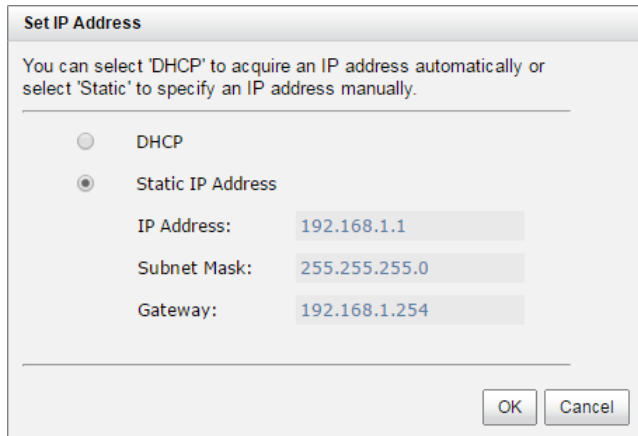 Set IP Address
You can select 'DHCP' to acquire an IP address automatically or
select 'Static' to specify an IP address manually.
DHCP
Static IP Address
IP Address: 192.168.1.1
Subnet Mask: 255.255.255.0
Gateway: 192.168.1.254
OK Cancel